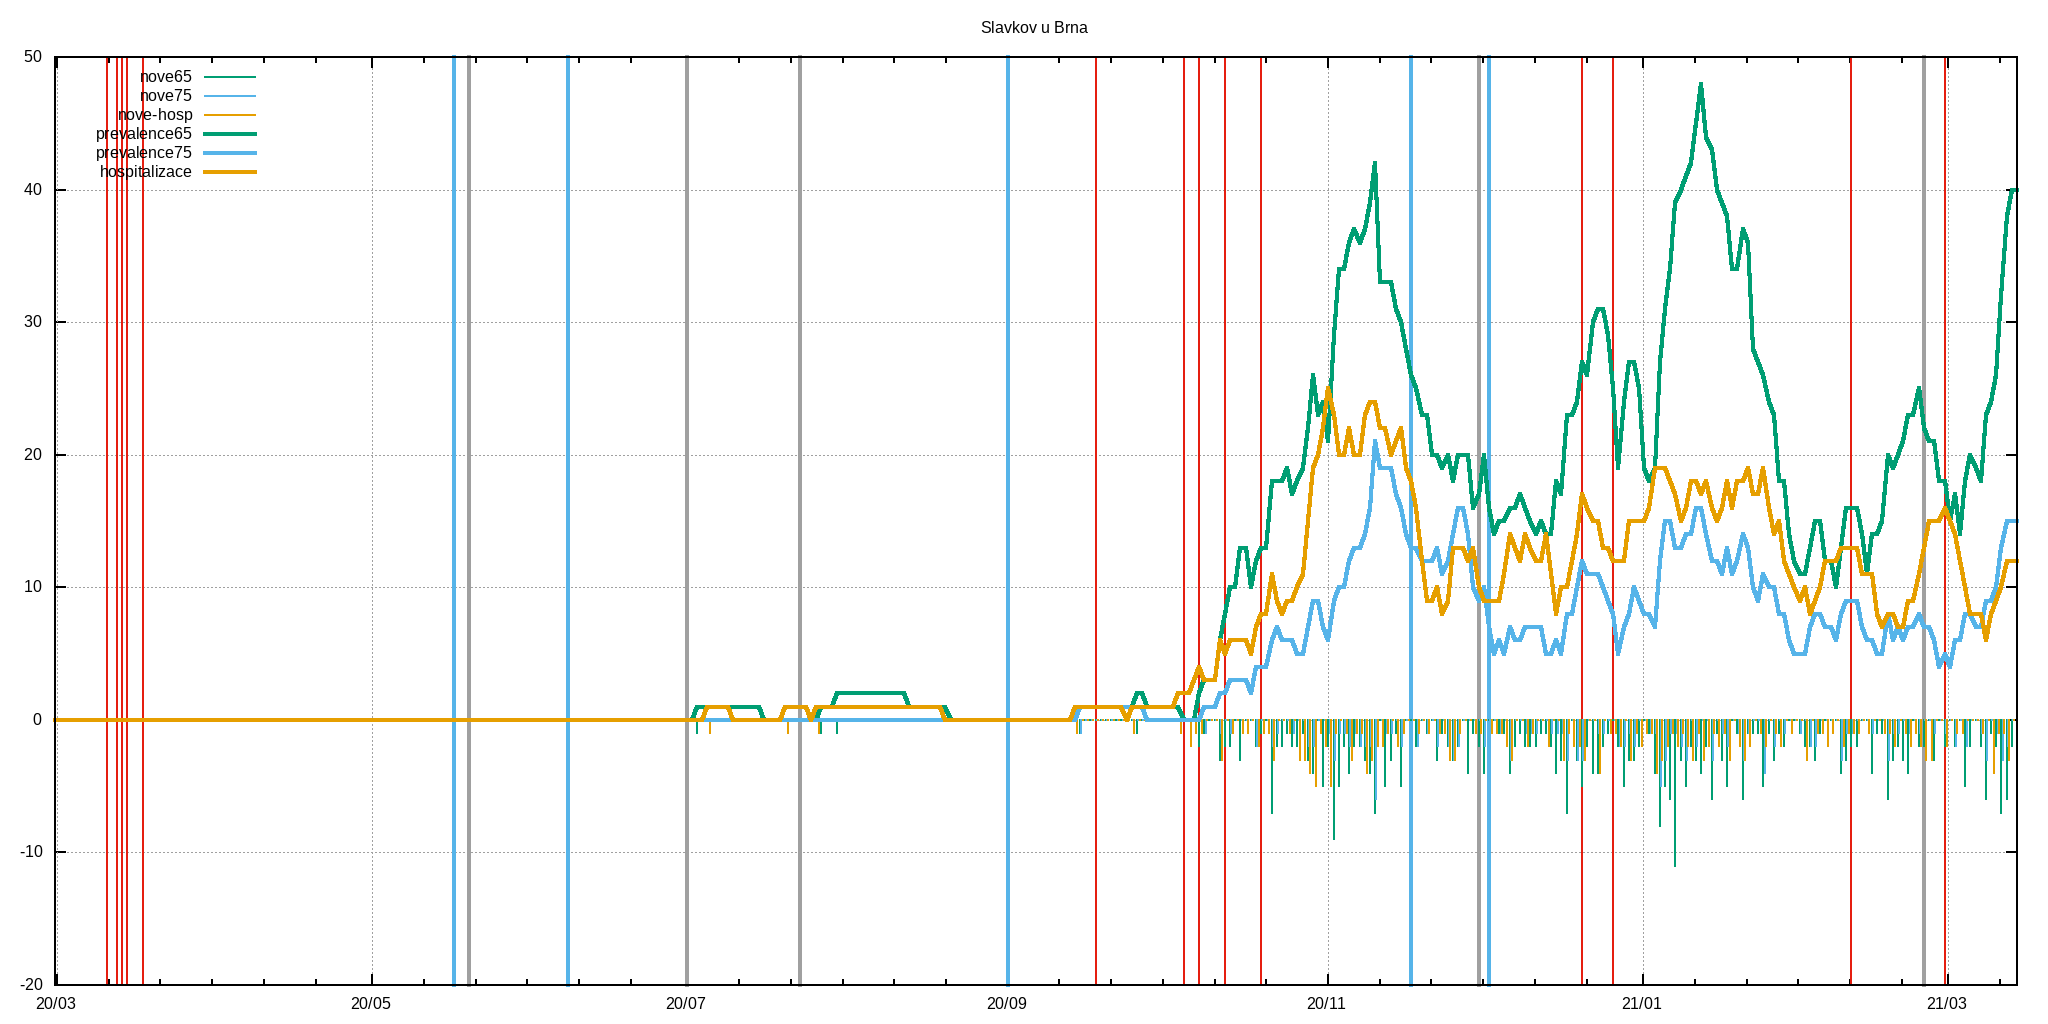 Slavkov u Brna
50
nove65
nove75
nove-hosp
prevalence65
prevalence75
hospitalizace
40
30
20
10
0
-10
-20
20/03 20/05 20/07 20/09 20/11 21/01 21/03